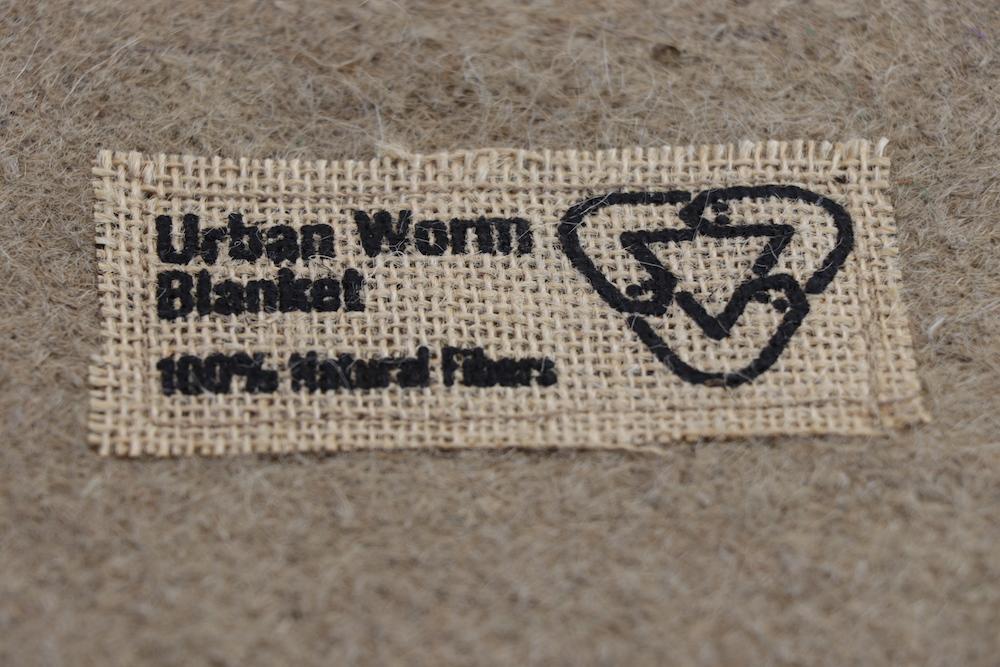 Urban Worm
Blanket
100% Natural Fibers